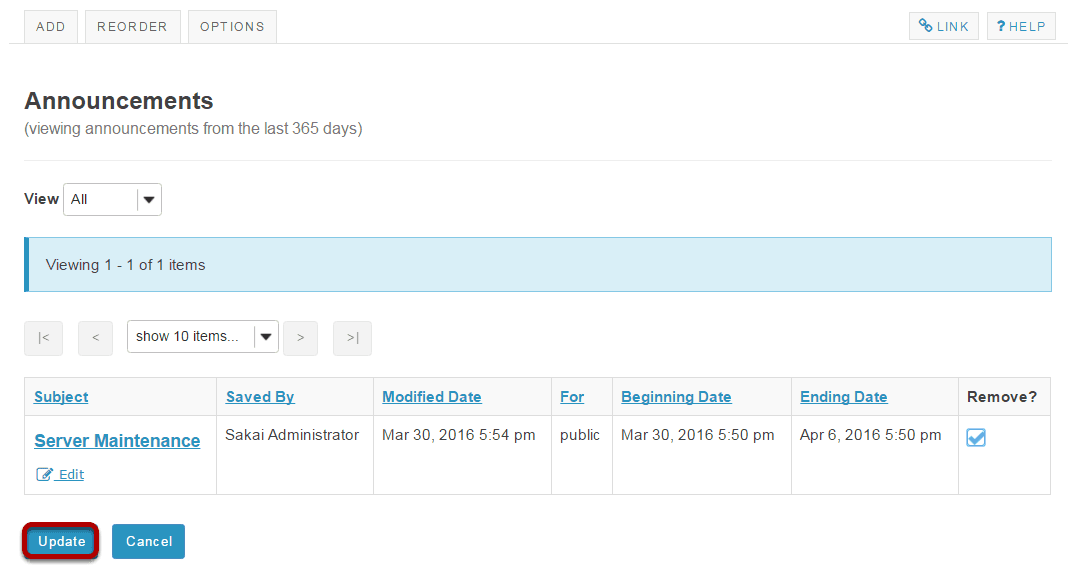 ADD REORDER OPTIONS LINK ? HELP
Announcements
(viewing announcements from the last 365 days)
View All
Viewing 1 - 1 of 1 items
|< < show 10 items... > >|
Subject Saved By Modified Date For Beginning Date Ending Date Remove?
Server Maintenance Sakai Administrator Mar 30, 2016 5:54 pm public Mar 30, 2016 5:50 pm Apr 6, 2016 5:50 pm
Edit
Update Cancel